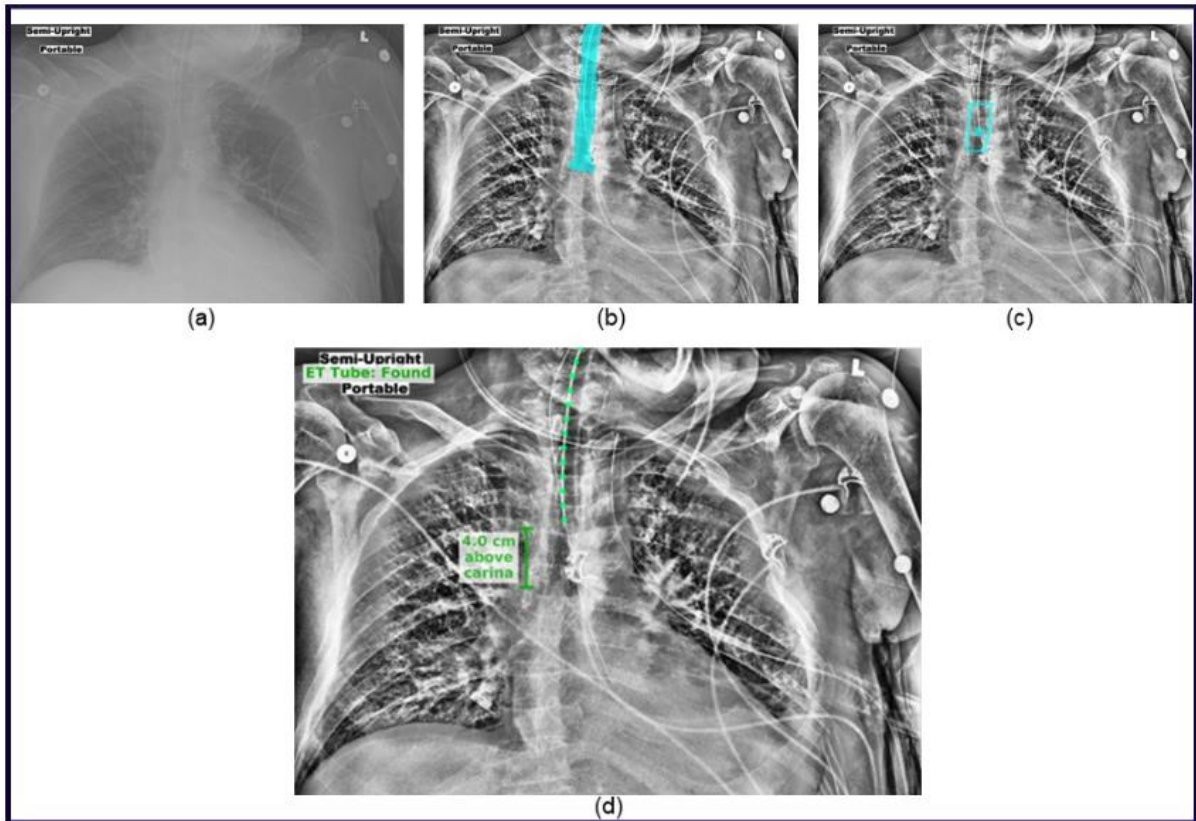 Semi-Upright
Portable
L
(a)
Semi-Upright
Portable
L
(b)
Semi-Upright
Portable
L
(c)
Semi-Upright
ET Tube: Found
Portable
L
4.0 cm
above
carina
(d)